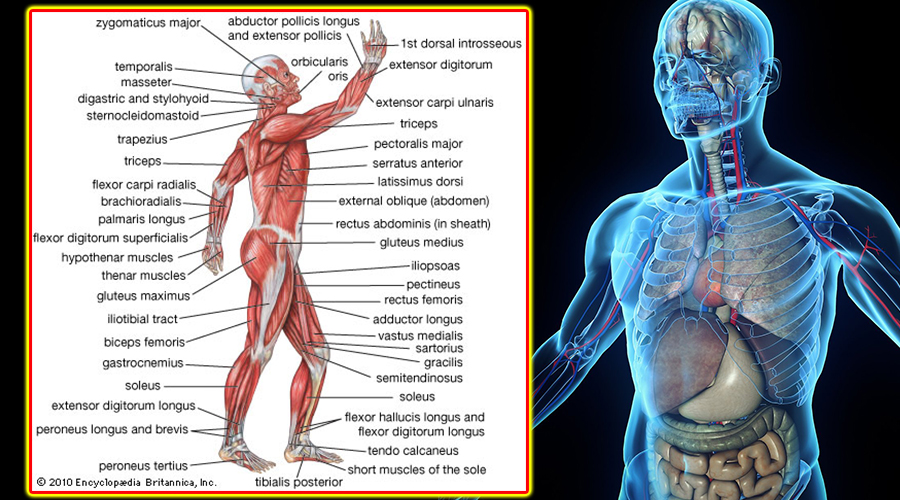 zygomaticus major
abductor pollicis longus
and extensor pollicis
1st dorsal introsseous
orbicularis
oris
extensor digitorum
temporalis
masseter
digastric and stylohyoid
sternocleidomastoid
extensor carpi ulnaris
triceps
trapezius
pectoralis major
triceps
serratus anterior
latissimus dorsi
flexor carpi radialis
brachioradialis
external oblique (abdomen)
palmaris longus
rectus abdominis (in sheath)
flexor digitorum superficialis
gluteus medius
hypothenar muscles
iliopsoas
thenar muscles
pectineus
gluteus maximus
rectus femoris
iliotibial tract
adductor longus
vastus medialis
biceps femoris
sartorius
gracilis
gastrocnemius
semitendinosus
soleus
soleus
extensor digitorum longus
flexor hallucis longus and
flexor digitorum longus
peroneus longus and brevis
tendo calcaneus
peroneus tertius
short muscles of the sole
tibialis posterior
© 2010 Encyclopædia Britannica, Inc.